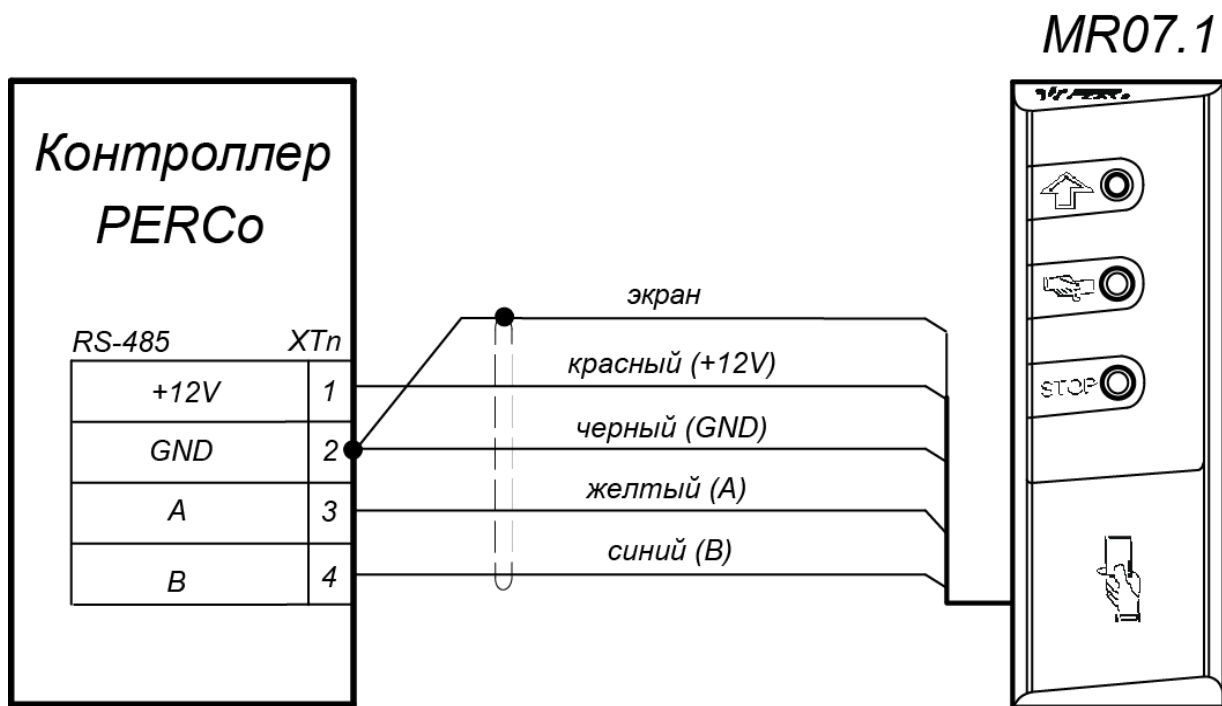 MR07.1
Контроллер
PERCo
RS-485 XTn
+12V 1
GND 2
A 3
B 4
экран
красный (+12V)
черный (GND)
желтый (A)
синий (B)
STOP